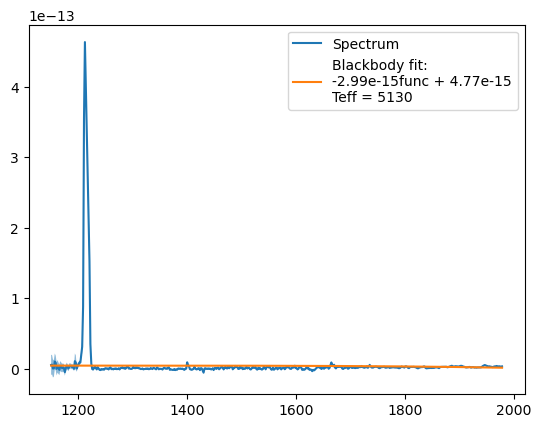 1e−13
Spectrum
Blackbody fit:
-2.99e-15func + 4.77e-15
Teff = 5130
4
3
2
1
0
1200
1400
1600
1800
2000